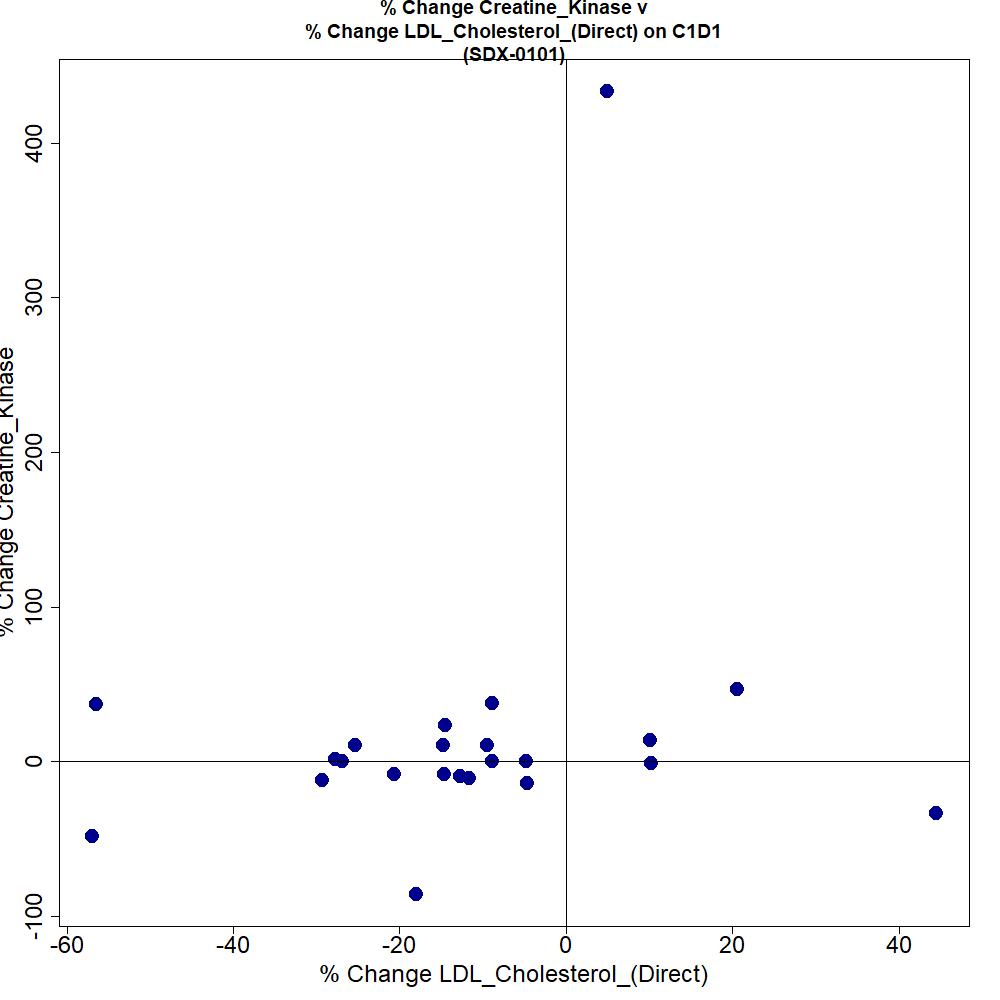 % Change Creatine_Kinase v
% Change LDL_Cholesterol_(Direct) on C1D1
(SDX-0101)
% Change Creatine_Kinase
400
300
200
100
0
-100
-60 -40 -20 0 20 40
% Change LDL_Cholesterol_(Direct)